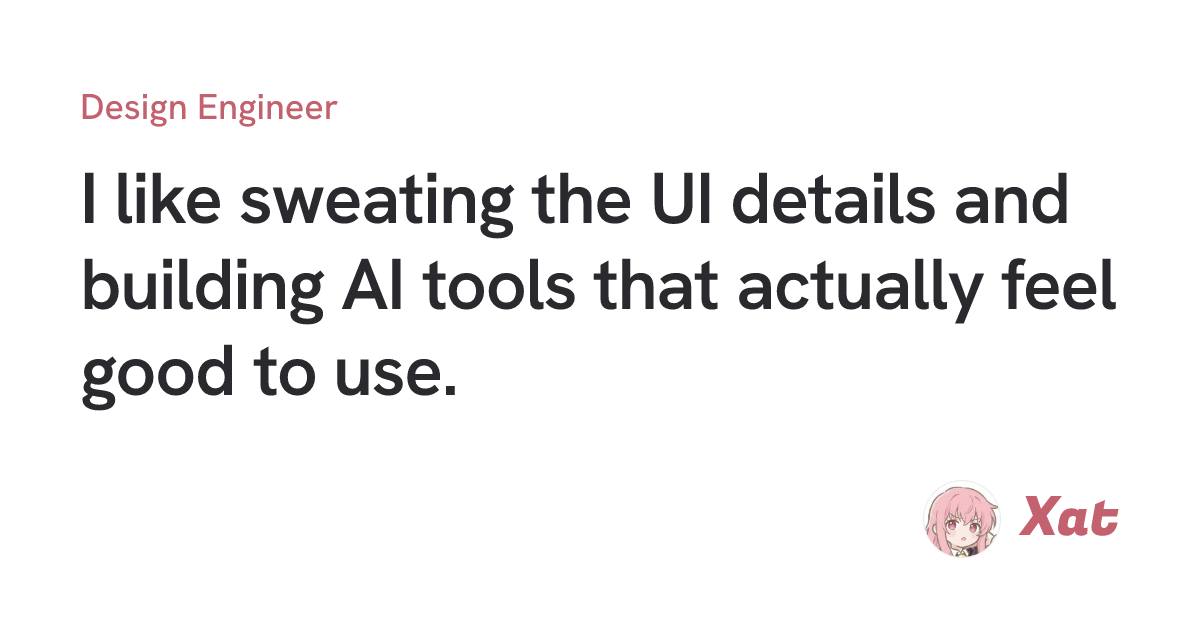 Design Engineer
I like sweating the UI details and
building AI tools that actually feel
good to use.
Xat